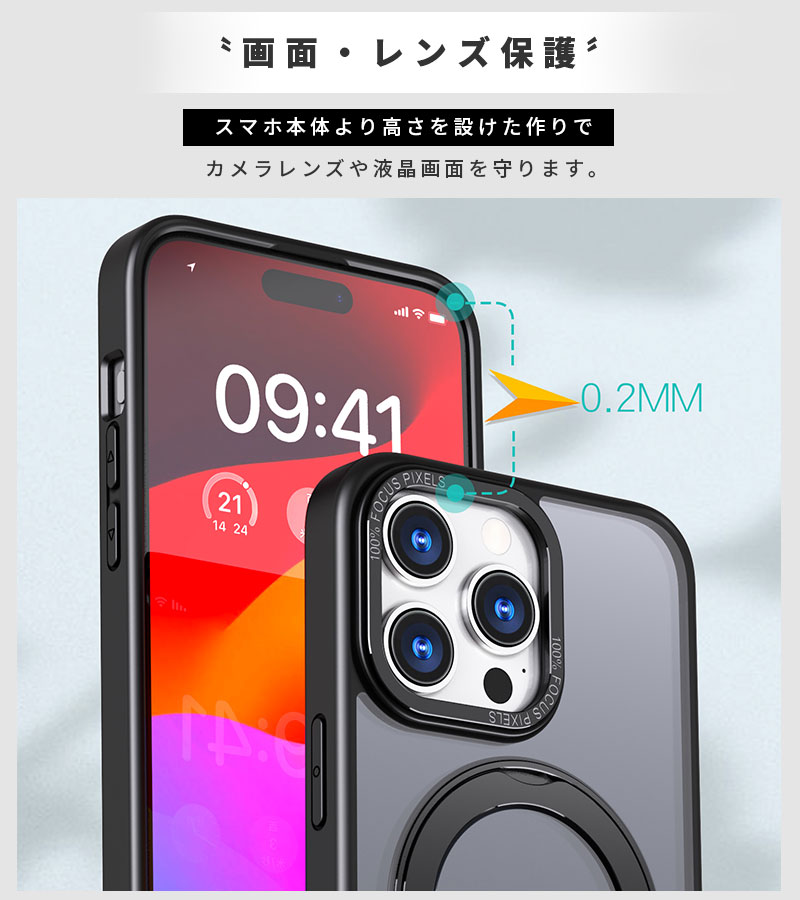 〝画面・レンズ保護〞
スマホ本体より高さを設けた作りで
カメラレンズや液晶画面を守ります。
09:41
21
14 24
0.2MM
100% FOCUS PIXELS
100% FOCUS PIXELS